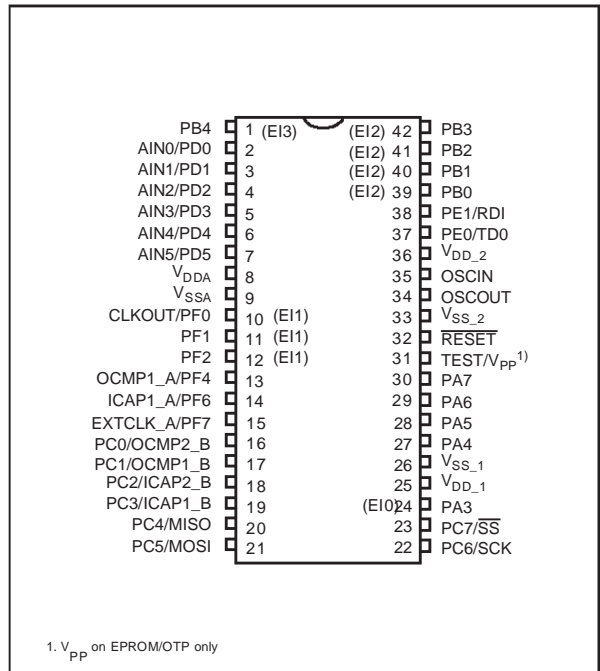 PB4 1 (EI3) (EI2) 42 PB3
AIN0/PD0 2 (EI2) 41 PB2
AIN1/PD1 3 (EI2) 40 PB1
AIN2/PD2 4 (EI2) 39 PB0
AIN3/PD3 5 38 PE1/RDI
AIN4/PD4 6 37 PE0/TD0
AIN5/PD5 7 36 VDD_2
VDDA 8 35 OSCIN
VSSA 9 34 OSCOUT
CLKOUT/PF0 10 (EI1) 33 VSS_2
PF1 11 (EI1) 32 RESET
PF2 12 (EI1) 31 TEST/VPP1)
OCMP1_A/PF4 13 30 PA7
ICAP1_A/PF6 14 29 PA6
EXTCLK_A/PF7 15 28 PA5
PC0/OCMP2_B 16 27 PA4
PC1/OCMP1_B 17 26 VSS_1
PC2/ICAP2_B 18 25 VDD_1
PC3/ICAP1_B 19 (EI0) 24 PA3
PC4/MISO 20 23 PC7/SS
PC5/MOSI 21 22 PC6/SCK
1. VPP on EPROM/OTP only